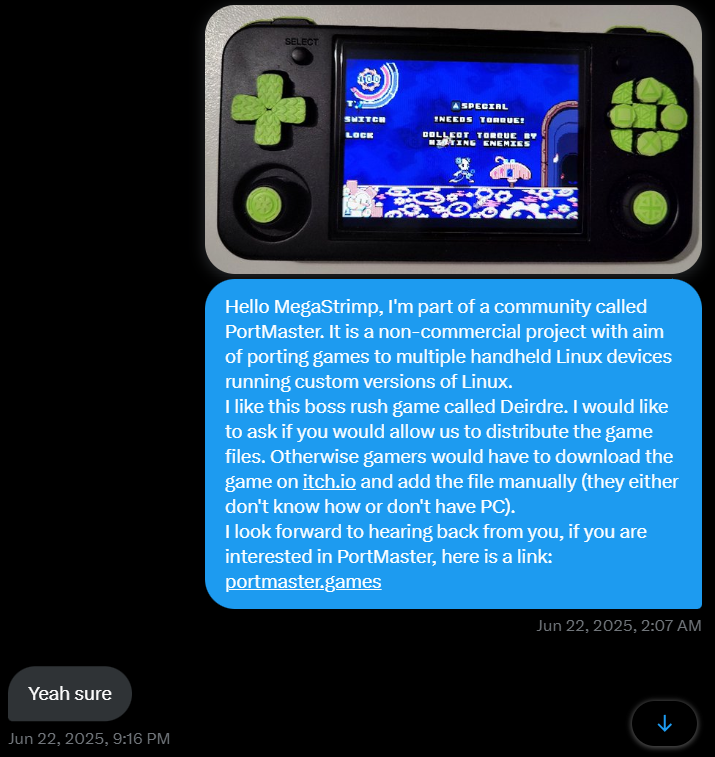 SELECT
▲SPECIAL
!NEEDS TORQUE!
SWITCH
LOCK
COLLECT TORQUE BY
HITTING ENEMIES
Hello MegaStrimp, I'm part of a community called
PortMaster. It is a non-commercial project with aim
of porting games to multiple handheld Linux devices
running custom versions of Linux.
I like this boss rush game called Deirdre. I would like
to ask if you would allow us to distribute the game
files. Otherwise gamers would have to download the
game on itch.io and add the file manually (they either
don't know how or don't have PC).
I look forward to hearing back from you, if you are
interested in PortMaster, here is a link:
portmaster.games
Jun 22, 2025, 2:07 AM
Yeah sure
Jun 22, 2025, 9:16 PM